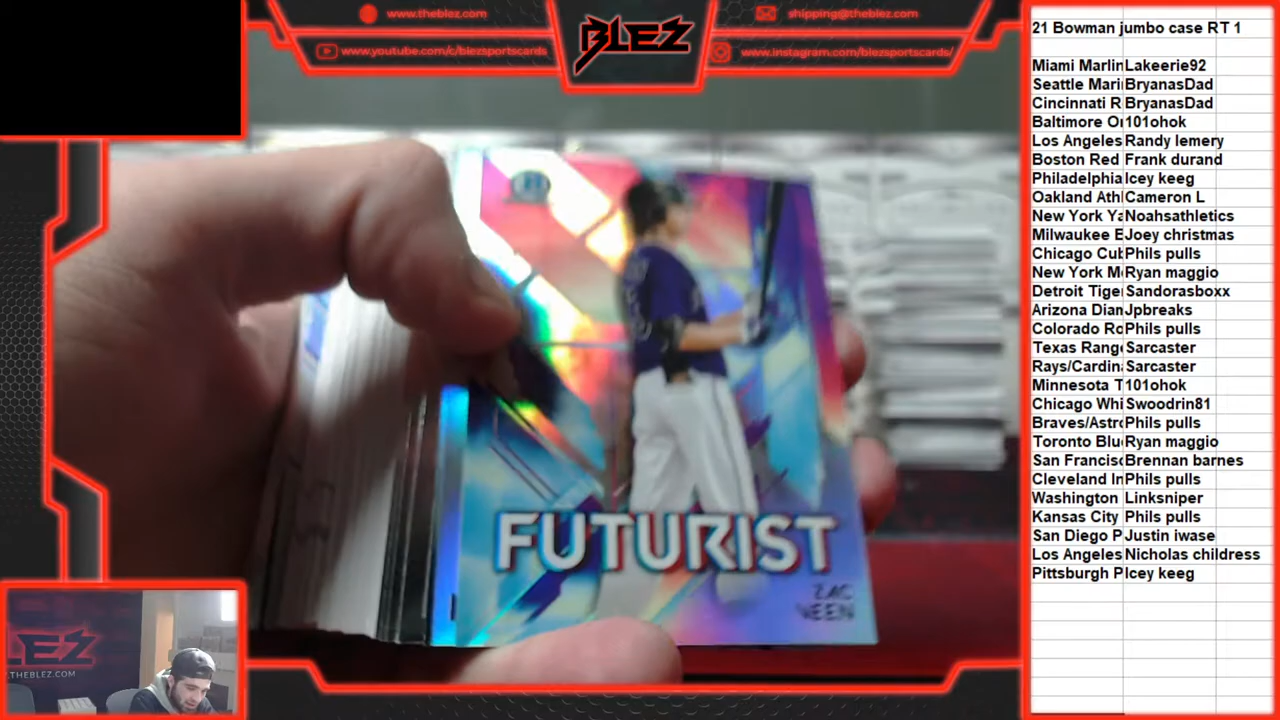 www.theblez.com
BLEZ
shipping@theblez.com
www.youtube.com/c/blezsportscards
www.instagram.com/blezsportscards/
21 Bowman jumbo case RT 1
Miami Marlin Lakeerie92
Seattle Mari BryanasDad
Cincinnati R BryanasDad
Baltimore Or 101ohok
Los Angeles Randy lemery
Boston Red Frank durand
Philadelphia Icey keeg
Oakland Athl Cameron L
New York Ya Noahsathletics
Milwaukee B Joey christmas
Chicago Cub Phils pulls
New York Me Ryan maggio
Detroit Tige Sandorasboxx
Arizona Dian Jpbreaks
Colorado Ro Phils pulls
Texas Range Sarcaster
Rays/Cardin Sarcaster
Minnesota T 101ohok
Chicago Whi Swoodrin81
Braves/Astro Phils pulls
Toronto Blu Ryan maggio
San Francisc Brennan barnes
Cleveland In Phils pulls
Washington Linksniper
Kansas City Phils pulls
San Diego P Justin iwase
Los Angeles Nicholas childress
Pittsburgh P Icey keeg
FUTURIST
ZAC
VEEN
LEZ
THEBLEZ.COM